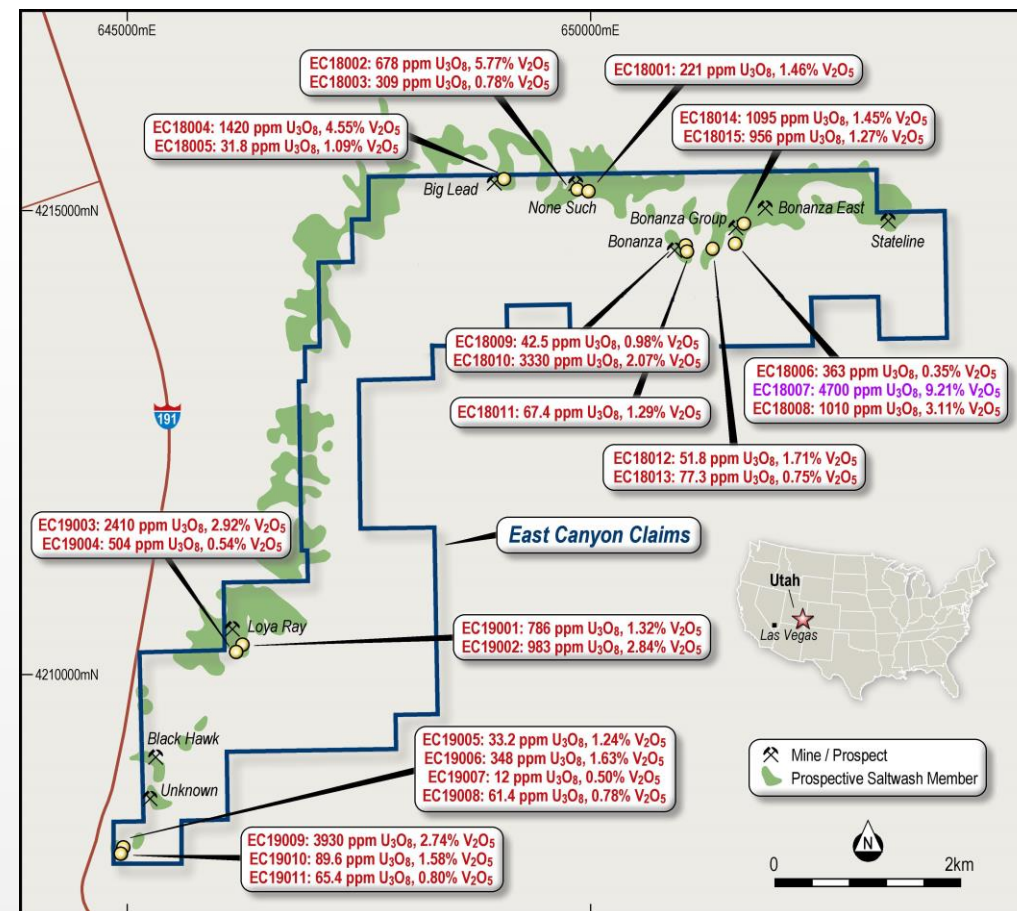 645000mE
650000mE
EC18002: 678 ppm U₃O₈, 5.77% V₂O₅
EC18003: 309 ppm U₃O₈, 0.78% V₂O₅
EC18001: 221 ppm U₃O₈, 1.46% V₂O₅
EC18004: 1420 ppm U₃O₈, 4.55% V₂O₅
EC18005: 31.8 ppm U₃O₈, 1.09% V₂O₅
EC18014: 1095 ppm U₃O₈, 1.45% V₂O₅
EC18015: 956 ppm U₃O₈, 1.27% V₂O₅
Big Lead
None Such
4215000mN
Bonanza Group
Bonanza East
Bonanza
Stateline
EC18009: 42.5 ppm U₃O₈, 0.98% V₂O₅
EC18010: 3330 ppm U₃O₈, 2.07% V₂O₅
EC18006: 363 ppm U₃O₈, 0.35% V₂O₅
EC18007: 4700 ppm U₃O₈, 9.21% V₂O₅
EC18008: 1010 ppm U₃O₈, 3.11% V₂O₅
EC18011: 67.4 ppm U₃O₈, 1.29% V₂O₅
191
EC18012: 51.8 ppm U₃O₈, 1.71% V₂O₅
EC18013: 77.3 ppm U₃O₈, 0.75% V₂O₅
EC19003: 2410 ppm U₃O₈, 2.92% V₂O₅
EC19004: 504 ppm U₃O₈, 0.54% V₂O₅
East Canyon Claims
Utah
Las Vegas
Loya Ray
EC19001: 786 ppm U₃O₈, 1.32% V₂O₅
EC19002: 983 ppm U₃O₈, 2.84% V₂O₅
4210000mN
Black Hawk
Unknown
EC19005: 33.2 ppm U₃O₈, 1.24% V₂O₅
EC19006: 348 ppm U₃O₈, 1.63% V₂O₅
EC19007: 12 ppm U₃O₈, 0.50% V₂O₅
EC19008: 61.4 ppm U₃O₈, 0.78% V₂O₅
Mine / Prospect
Prospective Saltwash Member
EC19009: 3930 ppm U₃O₈, 2.74% V₂O₅
EC19010: 89.6 ppm U₃O₈, 1.58% V₂O₅
EC19011: 65.4 ppm U₃O₈, 0.80% V₂O₅
N
0
2km